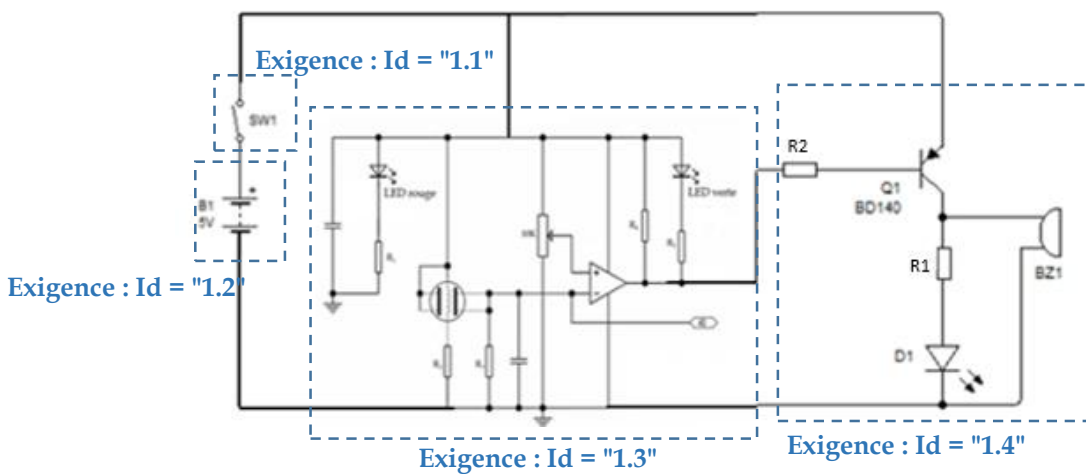 Exigence : Id = "1.1"
SW1
B1
5V
Exigence : Id = "1.2"
LED rouge
LED verte
Exigence : Id = "1.3"
R2
Q1
BD140
R1
BZ1
D1
Exigence : Id = "1.4"